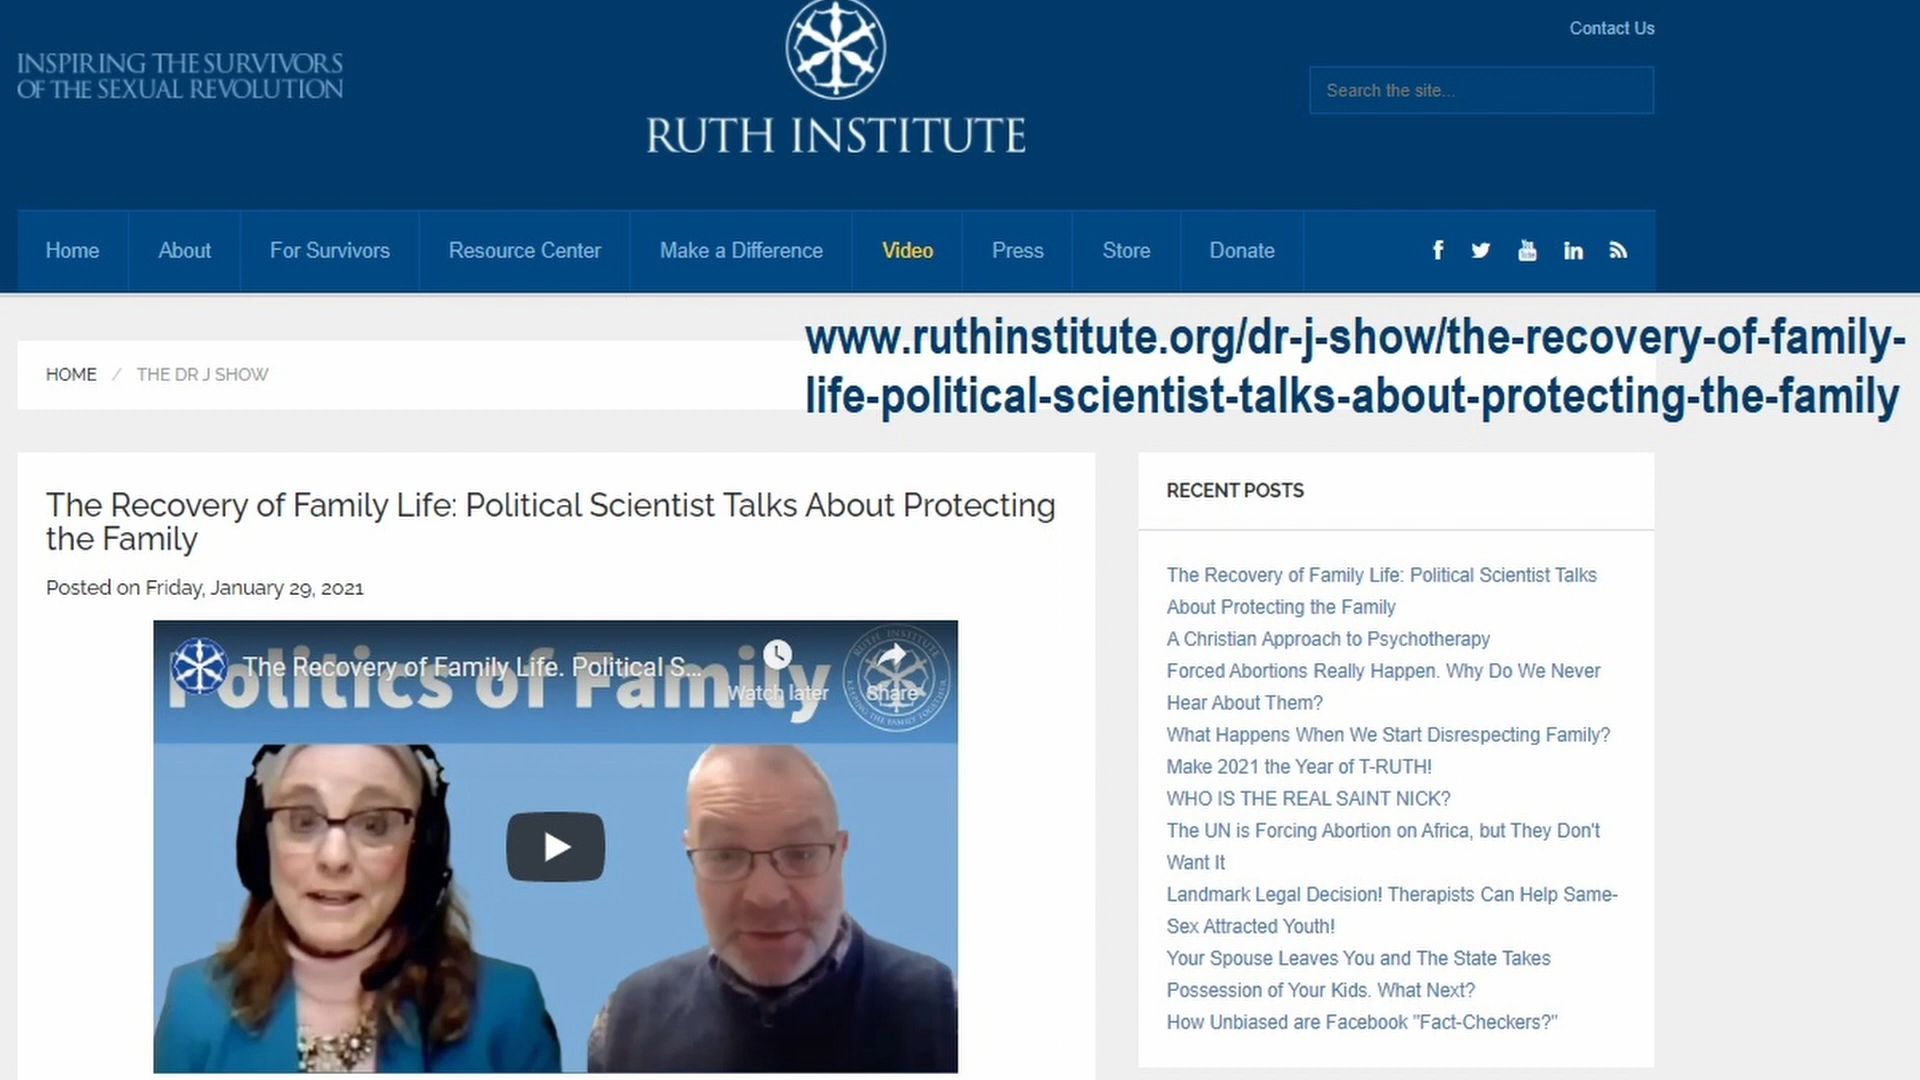 Contact Us
INSPIRING THE SURVIVORS
OF THE SEXUAL REVOLUTION
Search the site...
RUTH INSTITUTE
Home
About
For Survivors
Resource Center
Make a Difference
Video
Press
Store
Donate
www.ruthinstitute.org/dr-j-show/the-recovery-of-family-
life-political-scientist-talks-about-protecting-the-family
HOME / THE DR J SHOW
The Recovery of Family Life: Political Scientist Talks About Protecting
the Family
Posted on Friday, January 29, 2021
The Recovery of Family Life. Political S...
Politics of Family
Watch later
Share
RUTH INSTITUTE
KEEPING THE FAMILY TOGETHER
RECENT POSTS
The Recovery of Family Life: Political Scientist Talks
About Protecting the Family
A Christian Approach to Psychotherapy
Forced Abortions Really Happen. Why Do We Never
Hear About Them?
What Happens When We Start Disrespecting Family?
Make 2021 the Year of T-RUTH!
WHO IS THE REAL SAINT NICK?
The UN is Forcing Abortion on Africa, but They Don't
Want It
Landmark Legal Decision! Therapists Can Help Same-
Sex Attracted Youth!
Your Spouse Leaves You and The State Takes
Possession of Your Kids. What Next?
How Unbiased are Facebook "Fact-Checkers?"